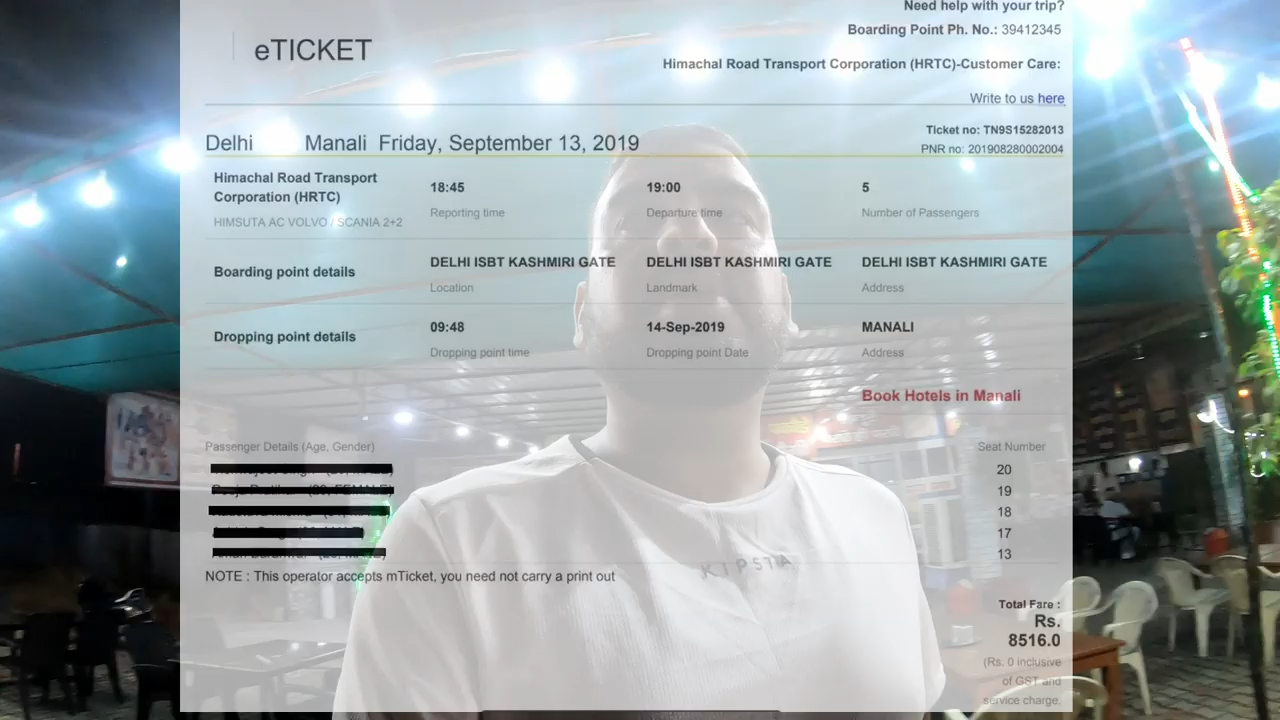 Need help with your trip?
Boarding Point Ph. No.: 39412345
eTICKET
Himachal Road Transport Corporation (HRTC)-Customer Care:
Write to us here
Delhi Manali Friday, September 13, 2019
Ticket no: TN9S15282013
PNR no: 201908280002004
Himachal Road Transport
Corporation (HRTC)
HIMSUTA AC VOLVO / SCANIA 2+2
18:45
Reporting time
19:00
Departure time
5
Number of Passengers
Boarding point details
DELHI ISBT KASHMIRI GATE
Location
DELHI ISBT KASHMIRI GATE
Landmark
DELHI ISBT KASHMIRI GATE
Address
Dropping point details
09:48
Dropping point time
14-Sep-2019
Dropping point Date
MANALI
Address
Book Hotels in Manali
Passenger Details (Age, Gender)
Seat Number
20
19
18
17
13
NOTE : This operator accepts mTicket, you need not carry a print out
KIPSTA
Total Fare :
Rs.
8516.0
(Rs. 0 inclusive
of GST and
service charge.